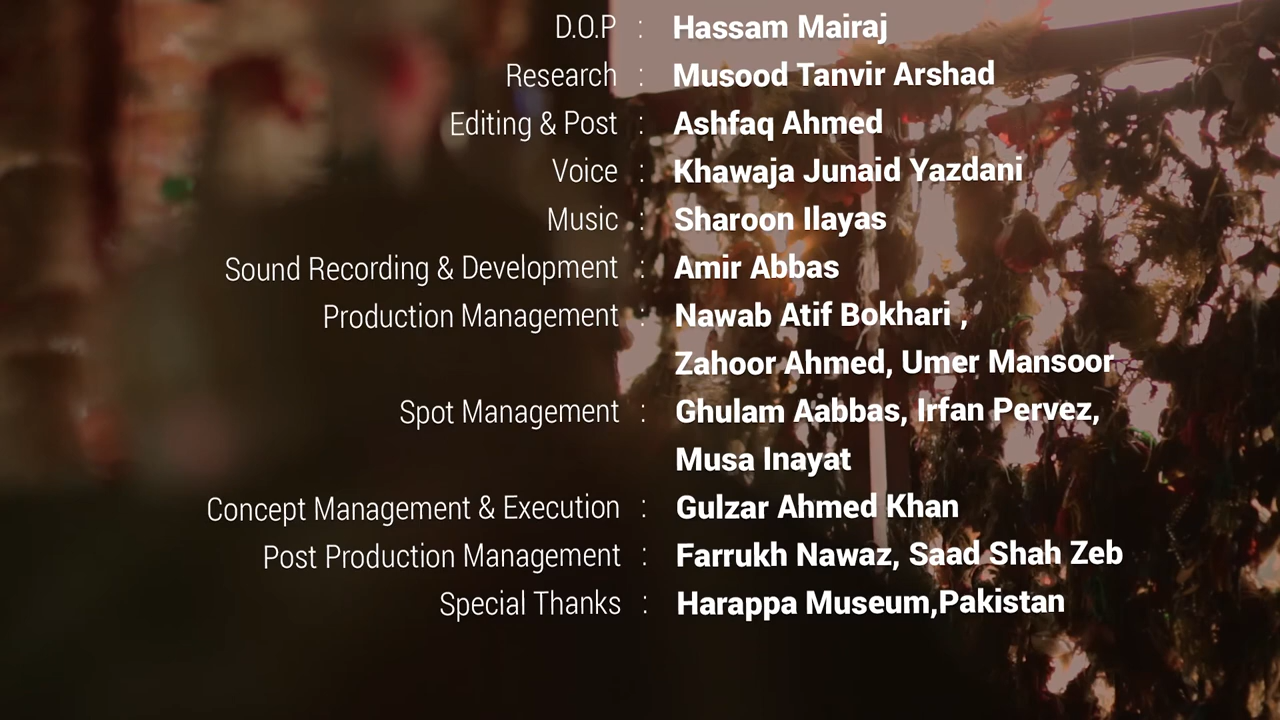 D.O.P : Hassam Mairaj
Research : Musood Tanvir Arshad
Editing & Post : Ashfaq Ahmed
Voice : Khawaja Junaid Yazdani
Music : Sharoon Ilayas
Sound Recording & Development : Amir Abbas
Production Management : Nawab Atif Bokhari ,
Zahoor Ahmed, Umer Mansoor
Spot Management : Ghulam Aabbas, Irfan Pervez,
Musa Inayat
Concept Management & Execution : Gulzar Ahmed Khan
Post Production Management : Farrukh Nawaz, Saad Shah Zeb
Special Thanks : Harappa Museum,Pakistan